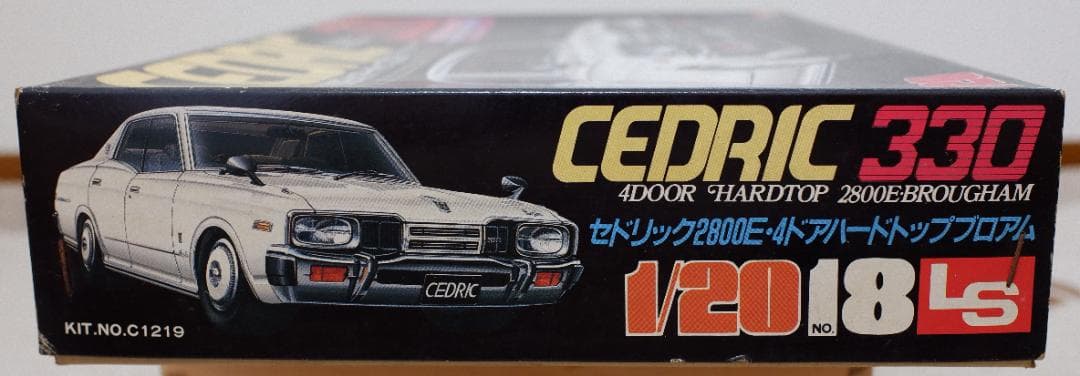 CEDRIC 330
4DOOR HARDTOP 2800E·BROUGHAM
セドリック2800E・4ドアハードトップブロアム
1/20 NO.18 LS
CEDRIC
KIT.NO.C1219